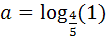 a = log_{4/5}(1)